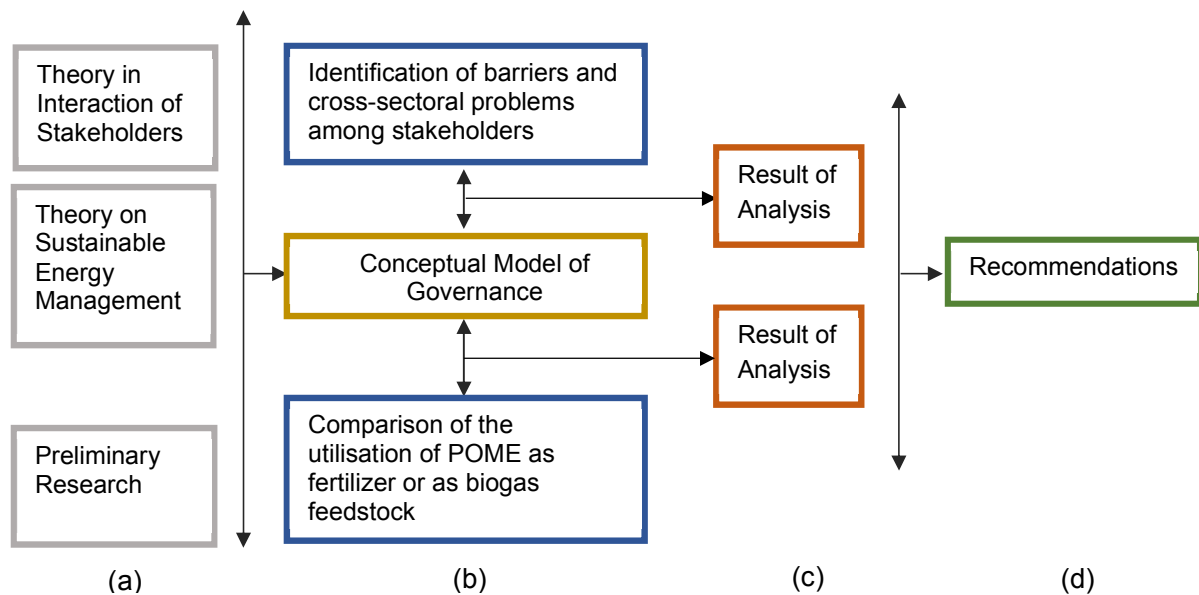 Theory in
Interaction of
Stakeholders
Theory on
Sustainable
Energy
Management
Preliminary
Research
(a)
Identification of barriers and
cross-sectoral problems
among stakeholders
Conceptual Model of
Governance
Comparison of the
utilisation of POME as
fertilizer or as biogas
feedstock
(b)
Result of
Analysis
Result of
Analysis
(c)
Recommendations
(d)